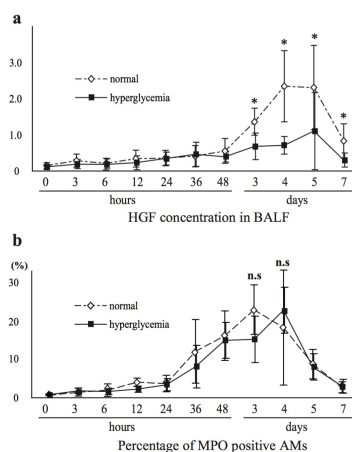 a
3.0
2.0
1.0
0
normal
hyperglycemia
* * * *
0 3 6 12 24 36 48 3 4 5 7
hours days
HGF concentration in BALF
b
(%)
30
20
10
0
normal
hyperglycemia
n.s n.s
0 3 6 12 24 36 48 3 4 5 7
hours days
Percentage of MPO positive AMs